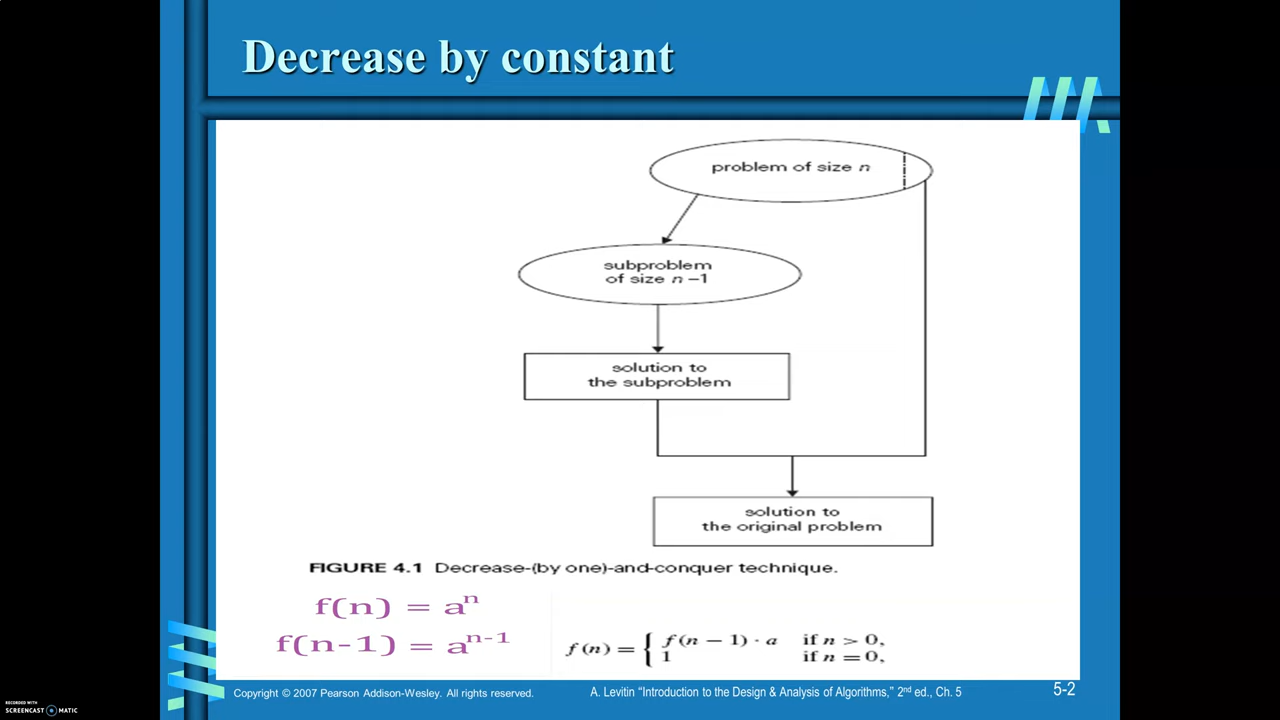 Decrease by constant
problem of size n
subproblem
of size n –1
solution to
the subproblem
solution to
the original problem
FIGURE 4.1 Decrease-(by one)-and-conquer technique.
f(n) = aⁿ
f(n-1) = aⁿ⁻¹
f(n) = { f(n − 1) · a if n > 0,
1 if n = 0,
Copyright © 2007 Pearson Addison-Wesley. All rights reserved.
A. Levitin "Introduction to the Design & Analysis of Algorithms," 2nd ed., Ch. 5
5-2
RECORDED WITH
SCREENCAST MATIC